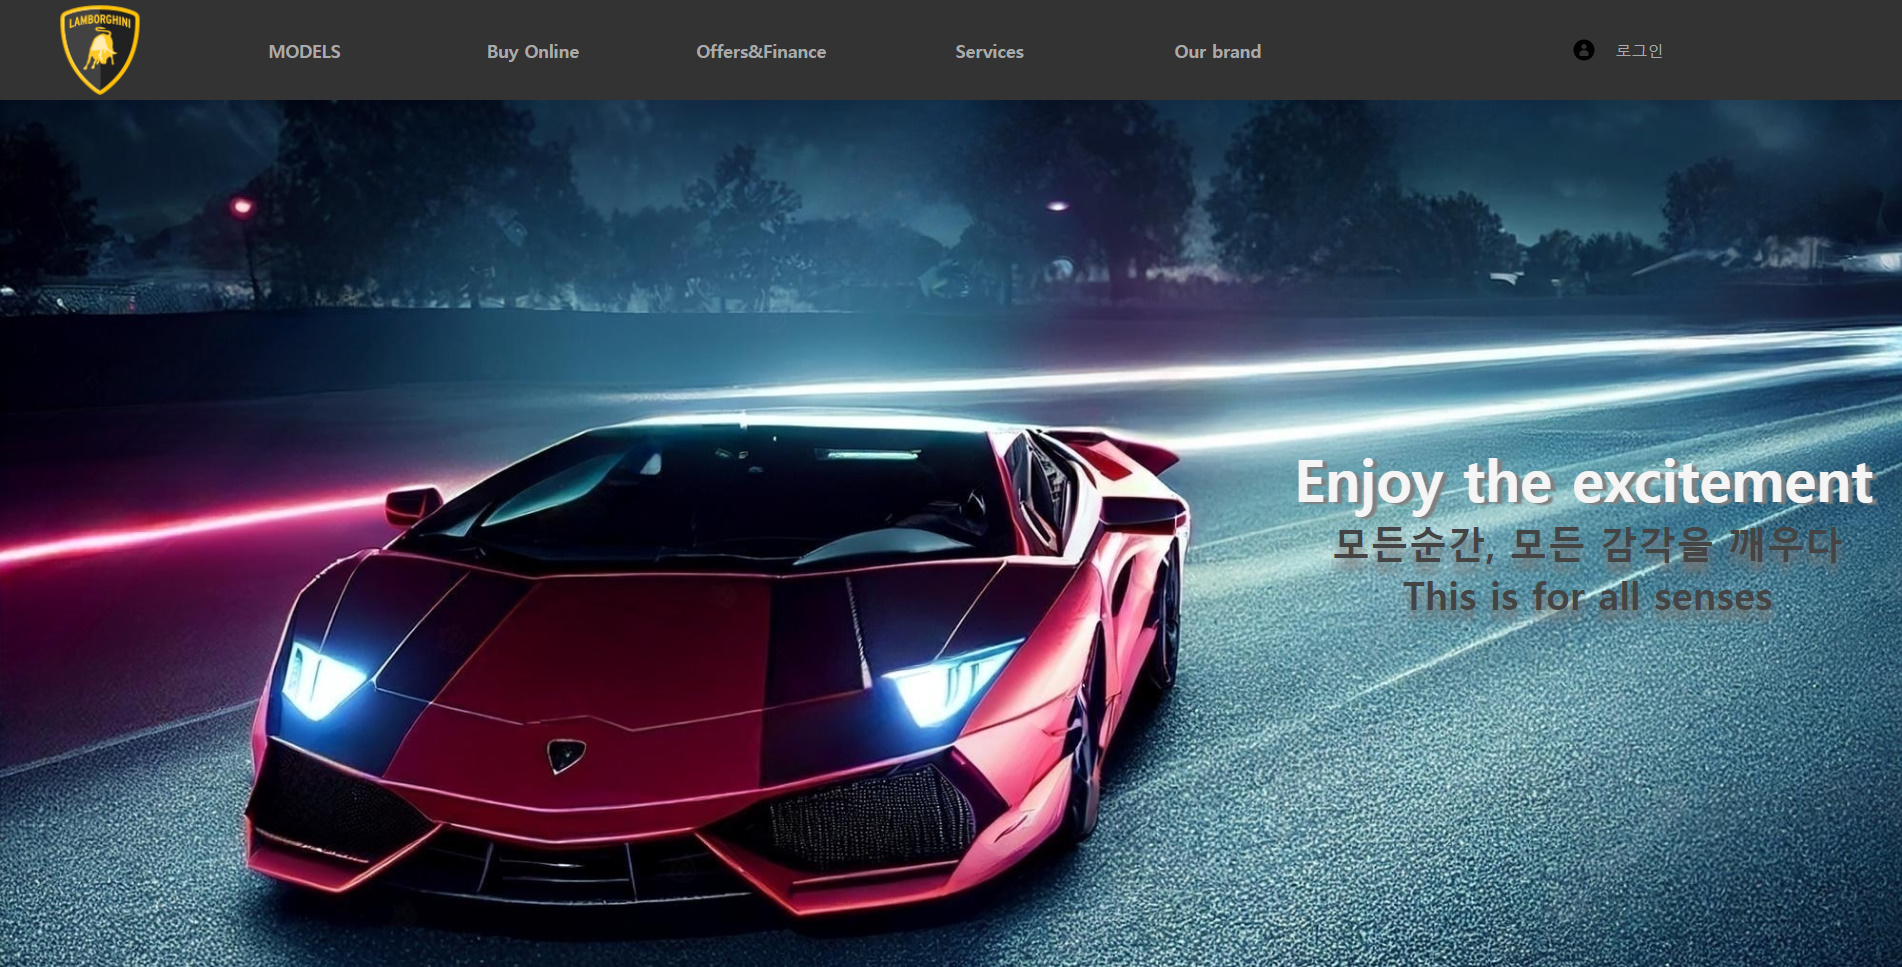 LAMBORGHINI
MODELS
Buy Online
Offers&Finance
Services
Our brand
로그인
Enjoy the excitement
모든순간, 모든 감각을 깨우다
This is for all senses